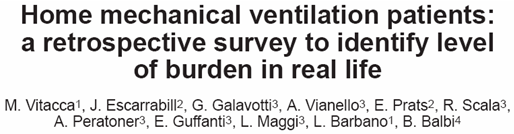 Home mechanical ventilation patients:
a retrospective survey to identify level
of burden in real life
M. Vitacca1, J. Escarrabill2, G. Galavotti3, A. Vianello3, E. Prats2, R. Scala3,
A. Peratoner3, E. Guffanti3, L. Maggi3, L. Barbano1, B. Balbi4